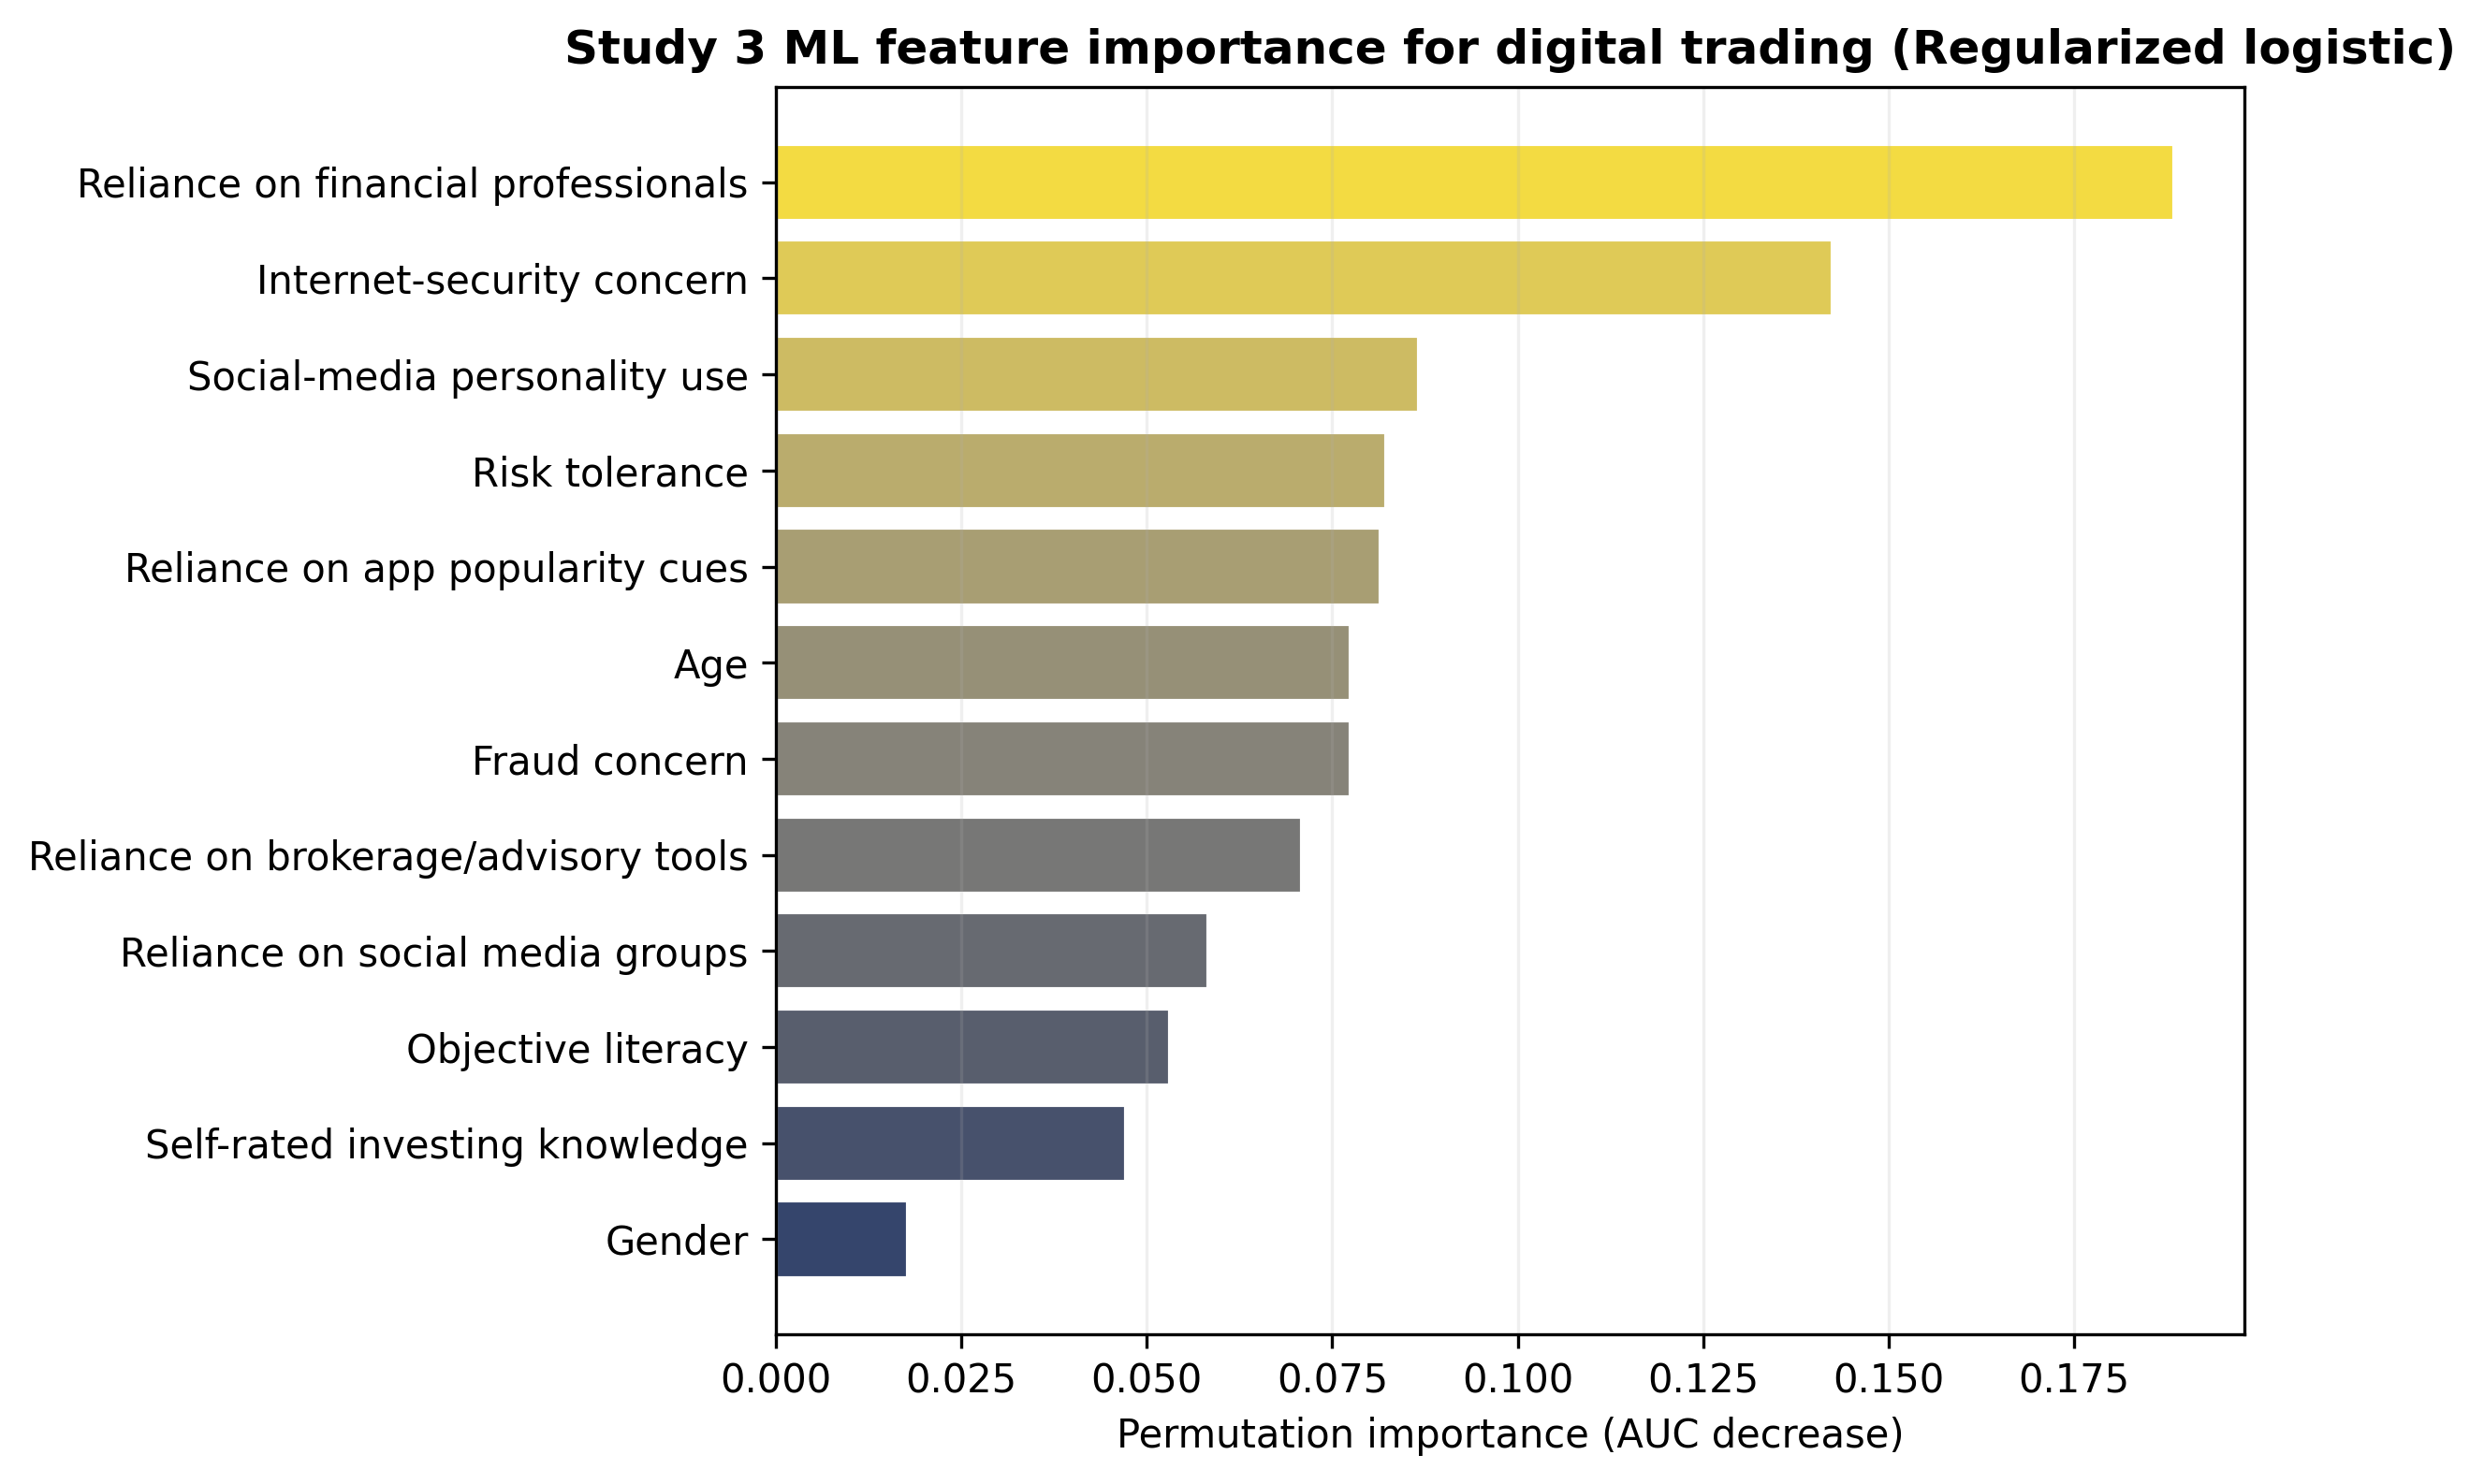 Study 3 ML feature importance for digital trading (Regularized logistic)
Reliance on financial professionals
Internet-security concern
Social-media personality use
Risk tolerance
Reliance on app popularity cues
Age
Fraud concern
Reliance on brokerage/advisory tools
Reliance on social media groups
Objective literacy
Self-rated investing knowledge
Gender
0.000 0.025 0.050 0.075 0.100 0.125 0.150 0.175
Permutation importance (AUC decrease)